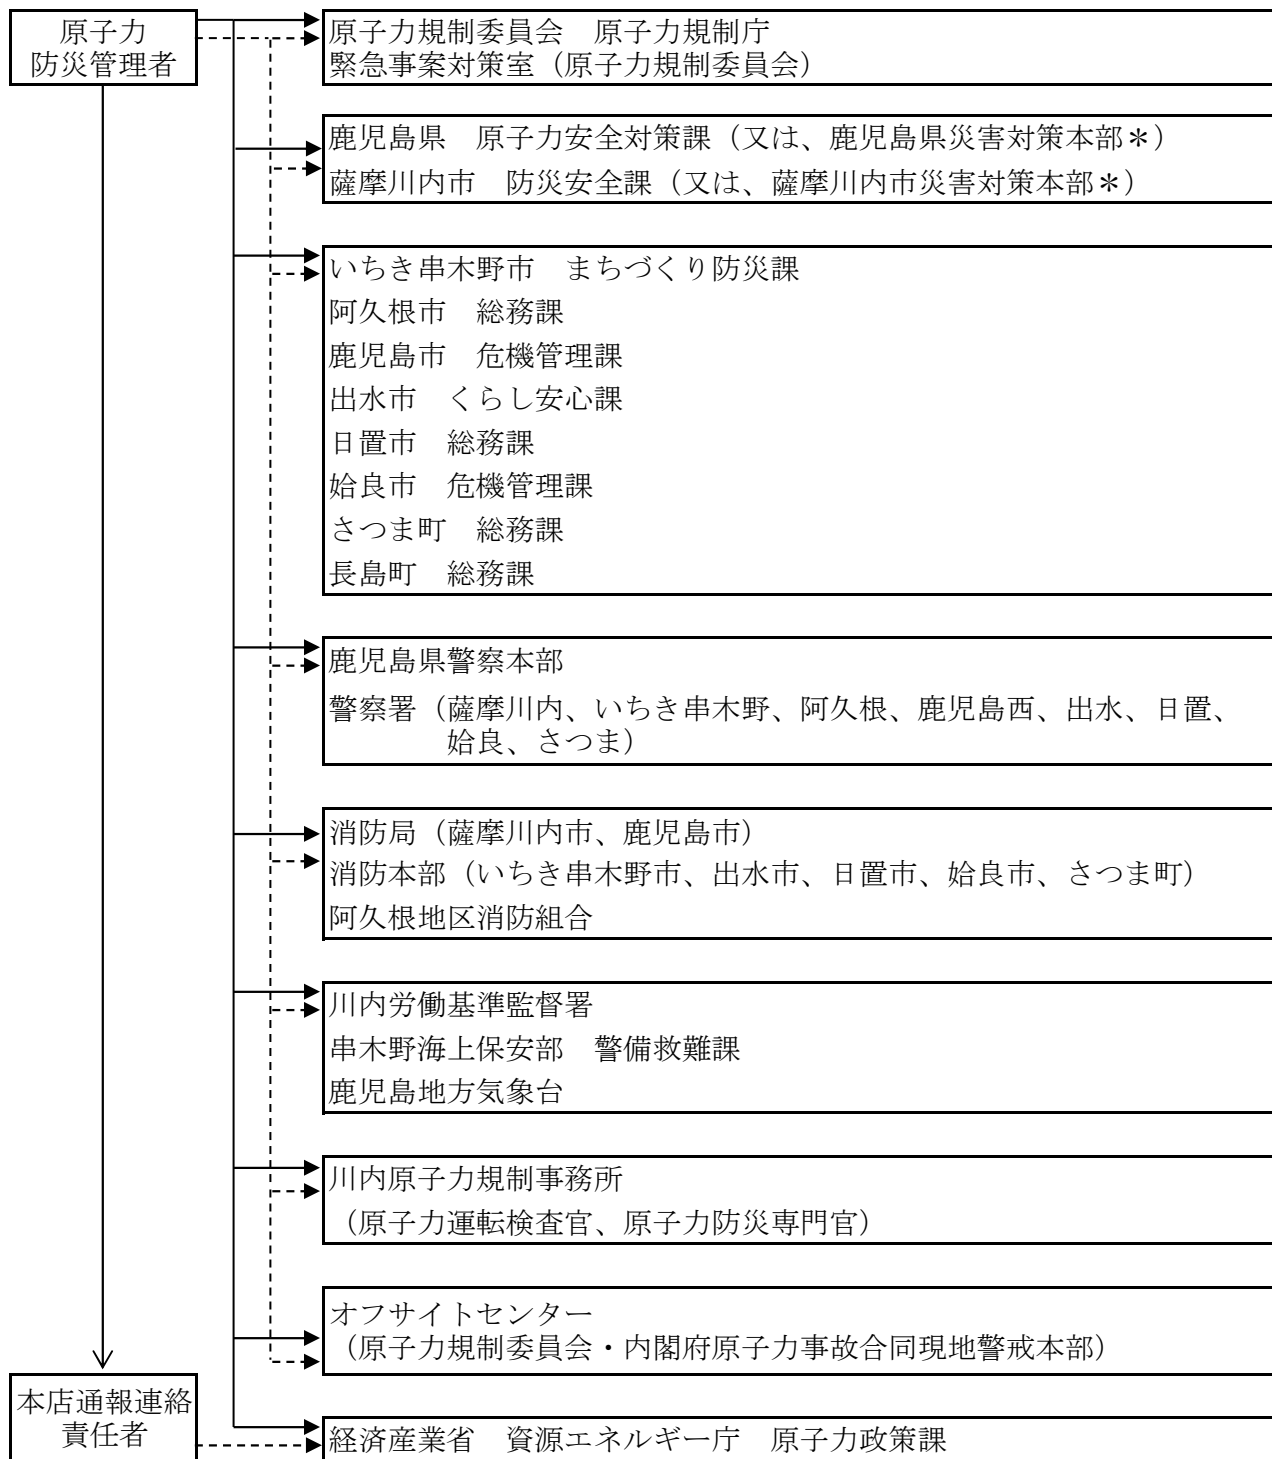 原子力
防災管理者
原子力規制委員会　原子力規制庁
緊急事案対策室（原子力規制委員会）
鹿児島県　原子力安全対策課（又は、鹿児島県災害対策本部＊）
薩摩川内市　防災安全課（又は、薩摩川内市災害対策本部＊）
いちき串木野市　まちづくり防災課
阿久根市　総務課
鹿児島市　危機管理課
出水市　くらし安心課
日置市　総務課
姶良市　危機管理課
さつま町　総務課
長島町　総務課
鹿児島県警察本部
警察署（薩摩川内、いちき串木野、阿久根、鹿児島西、出水、日置、
姶良、さつま）
消防局（薩摩川内市、鹿児島市）
消防本部（いちき串木野市、出水市、日置市、姶良市、さつま町）
阿久根地区消防組合
川内労働基準監督署
串木野海上保安部　警備救難課
鹿児島地方気象台
川内原子力規制事務所
（原子力運転検査官、原子力防災専門官）
オフサイトセンター
（原子力規制委員会・内閣府原子力事故合同現地警戒本部）
本店通報連絡
責任者
経済産業省　資源エネルギー庁　原子力政策課